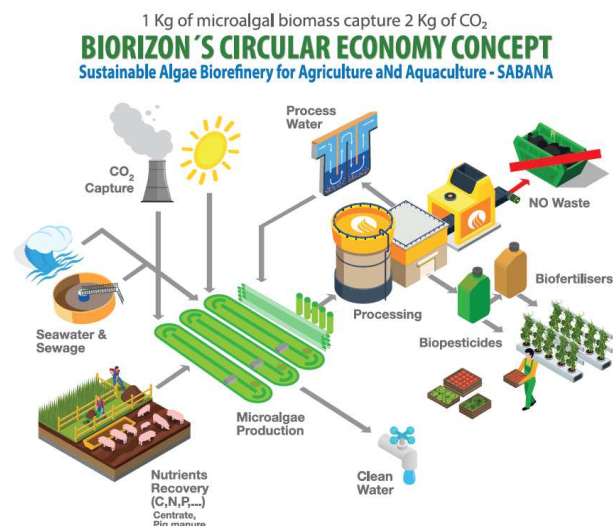 1 Kg of microalgal biomass capture 2 Kg of CO₂
BIORIZON´S CIRCULAR ECONOMY CONCEPT
Sustainable Algae Biorefinery for Agriculture aNd Aquaculture - SABANA
Process
Water
CO₂
Capture
NO Waste
Biofertilisers
Processing
Seawater &
Sewage
Biopesticides
Microalgae
Production
Nutrients
Recovery
(C,N,P,...)
Centrate,
Pig manure
Clean
Water